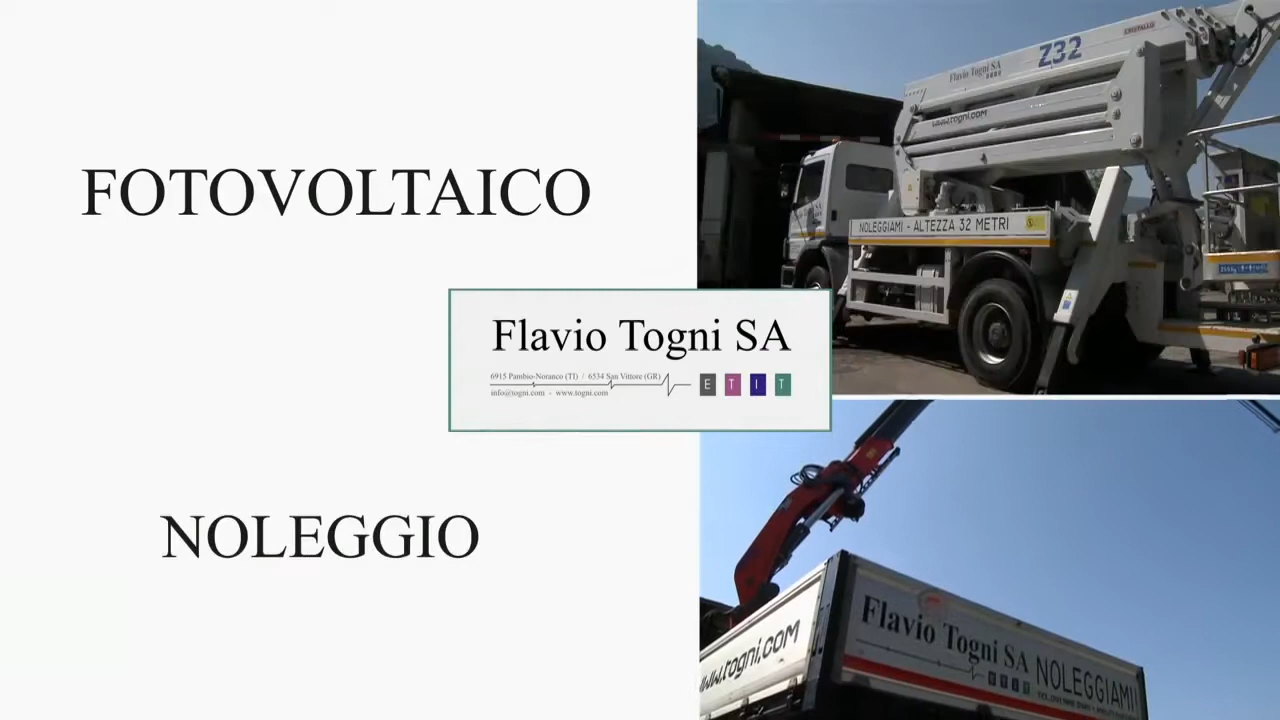 FOTOVOLTAICO
CRISTALLO
Z32
Flavio Togni SA
www.togni.com
NOLEGGIAMI - ALTEZZA 32 METRI
Flavio Togni SA
6915 Pambio-Noranco (TI) / 6534 San Vittore (GR)
info@togni.com - www.togni.com
E T I T
NOLEGGIO
www.togni.com
Flavio Togni SA
NOLEGGIAMI